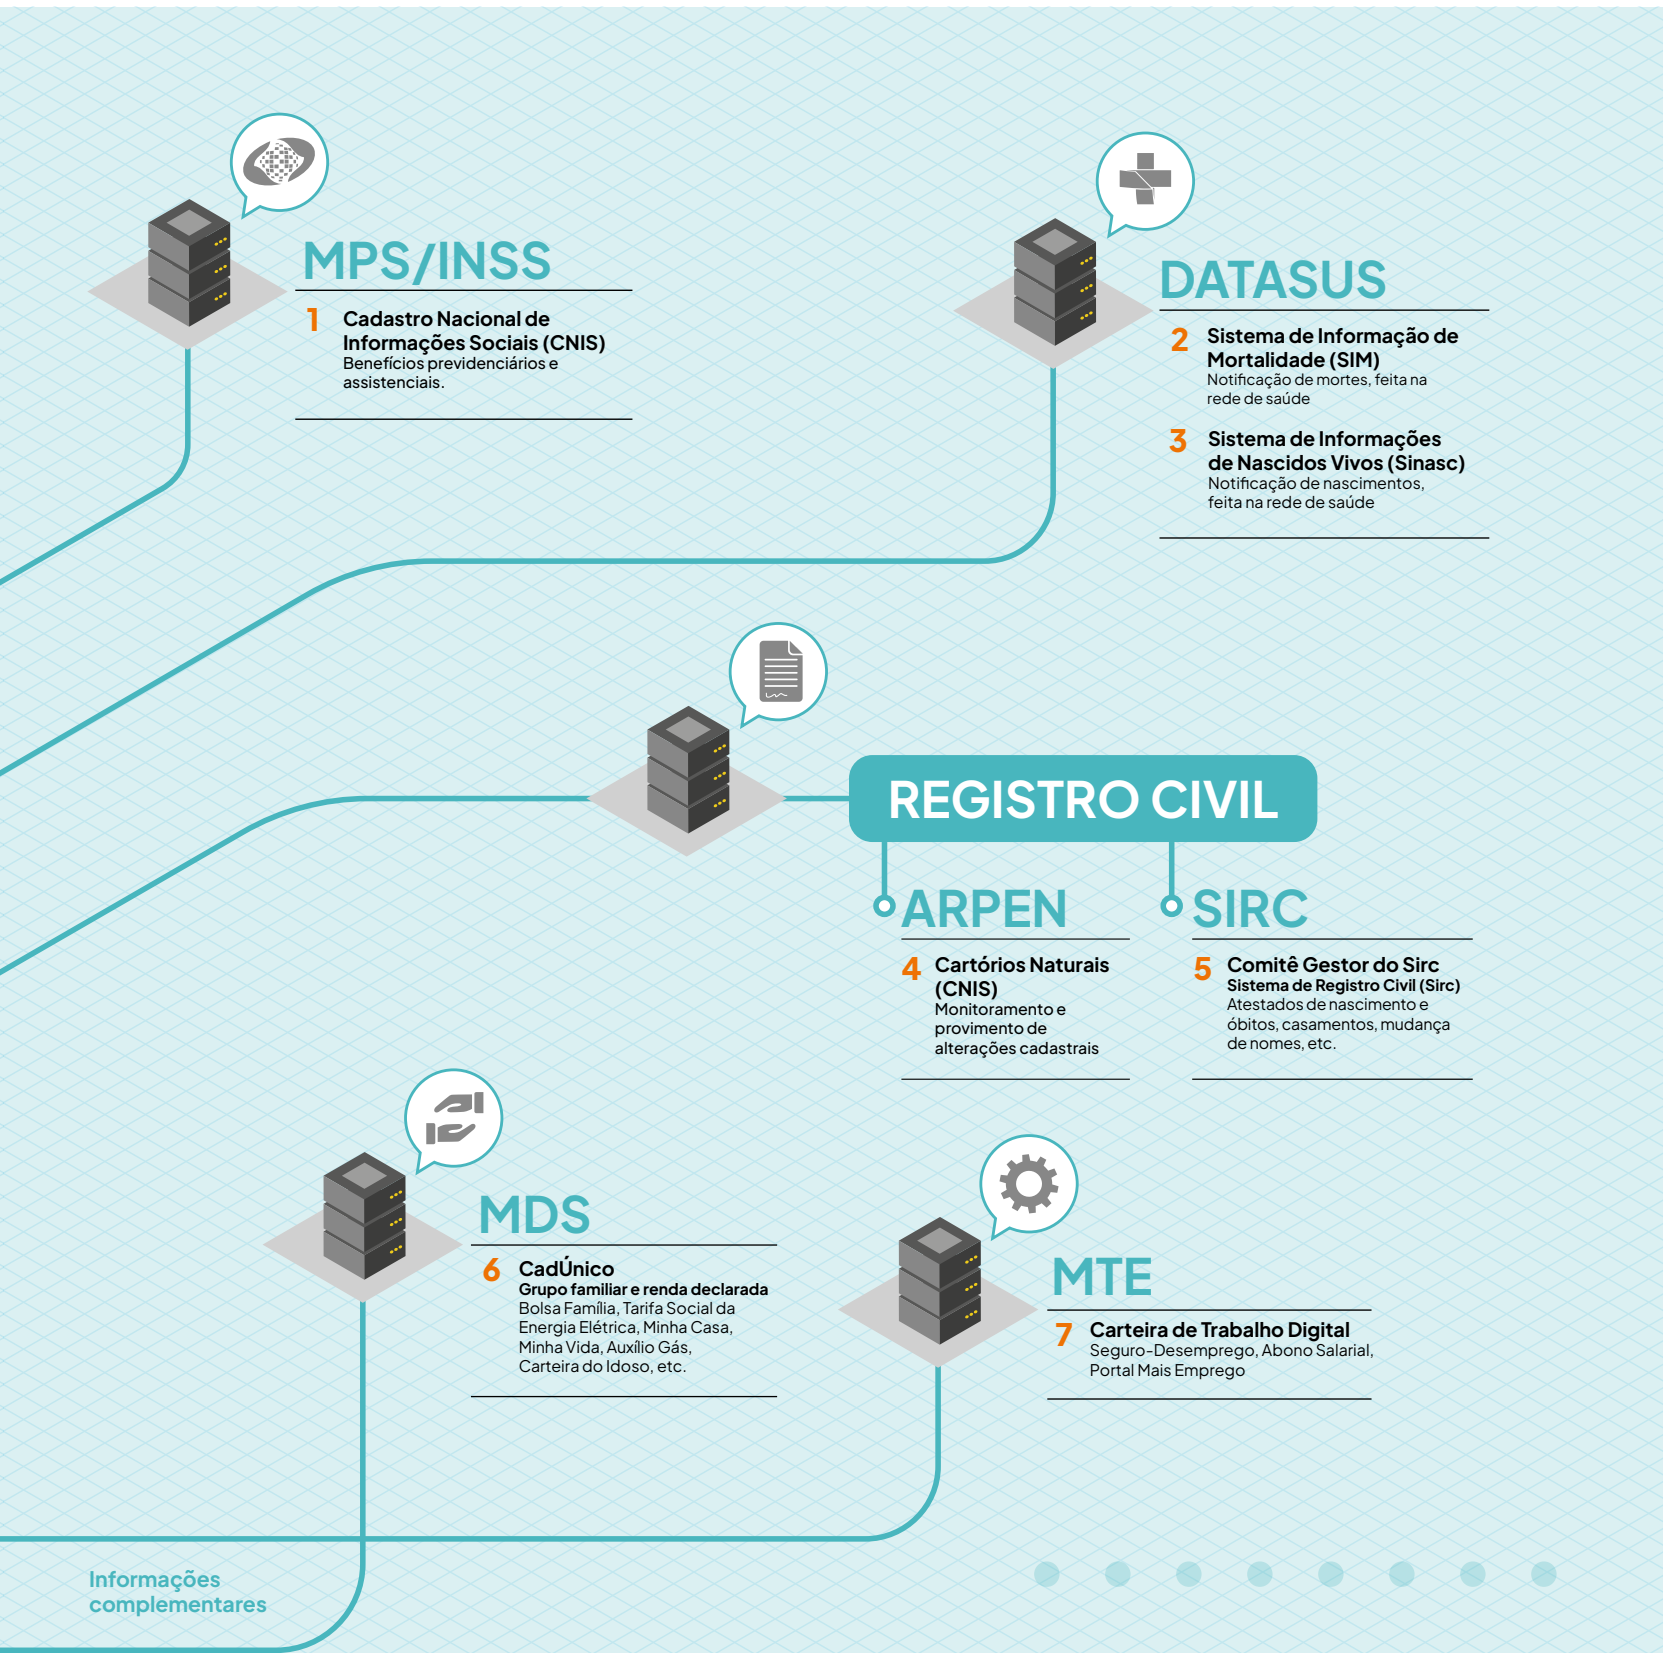 MPS/INSS
1
Cadastro Nacional de
Informações Sociais (CNIS)
Benefícios previdenciários e
assistenciais.
DATASUS
2
Sistema de Informação de
Mortalidade (SIM)
Notificação de mortes, feita na
rede de saúde
3
Sistema de Informações
de Nascidos Vivos (Sinasc)
Notificação de nascimentos,
feita na rede de saúde
REGISTRO CIVIL
ARPEN
4
Cartórios Naturais
(CNIS)
Monitoramento e
provimento de
alterações cadastrais
SIRC
5
Comitê Gestor do Sirc
Sistema de Registro Civil (Sirc)
Atestados de nascimento e
óbitos, casamentos, mudança
de nomes, etc.
MDS
6
CadÚnico
Grupo familiar e renda declarada
Bolsa Família, Tarifa Social da
Energia Elétrica, Minha Casa,
Minha Vida, Auxílio Gás,
Carteira do Idoso, etc.
MTE
7
Carteira de Trabalho Digital
Seguro-Desemprego, Abono Salarial,
Portal Mais Emprego
Informações
complementares